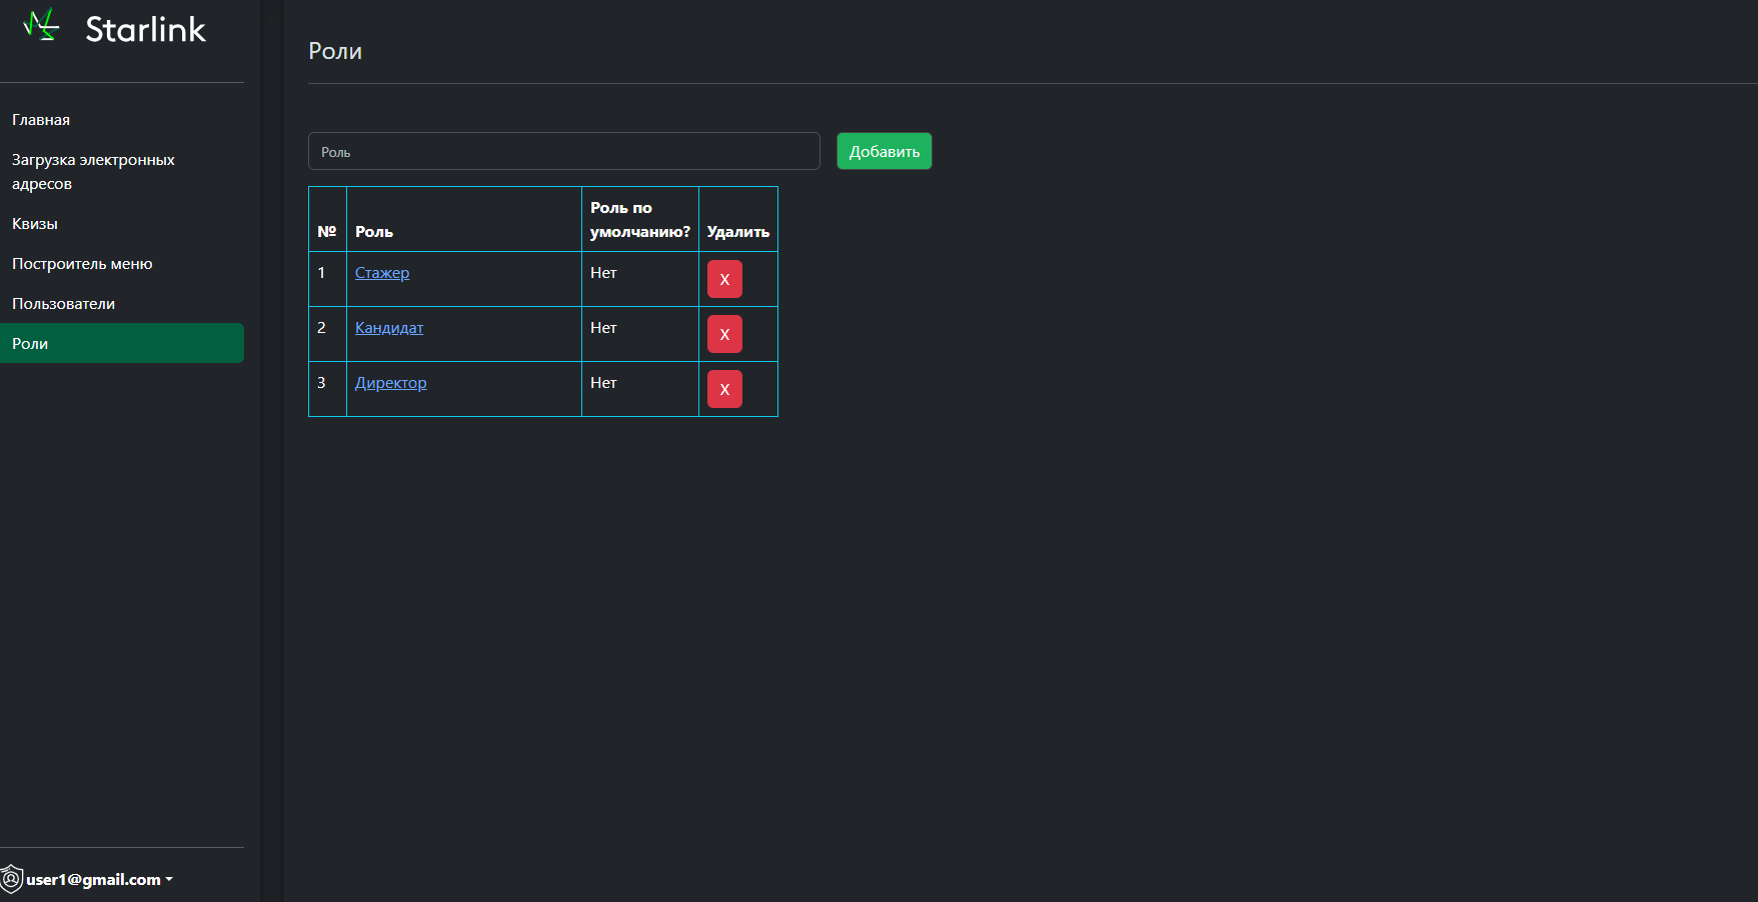 Starlink
Главная
Загрузка электронных
адресов
Квизы
Построитель меню
Пользователи
Роли
user1@gmail.com
Роли
Роль
Добавить
№ Роль Роль по умолчанию? Удалить
1 Стажер Нет X
2 Кандидат Нет X
3 Директор Нет X